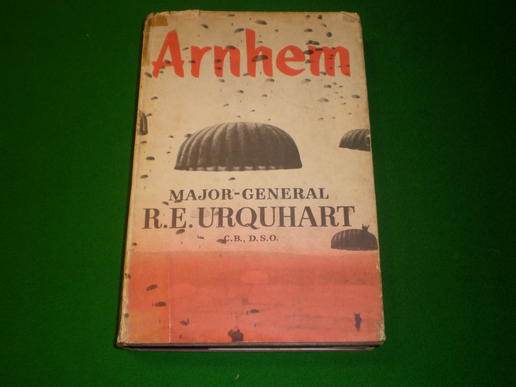 Arnhem
MAJOR-GENERAL
R.E.URQUHART
C.B., D.S.O.